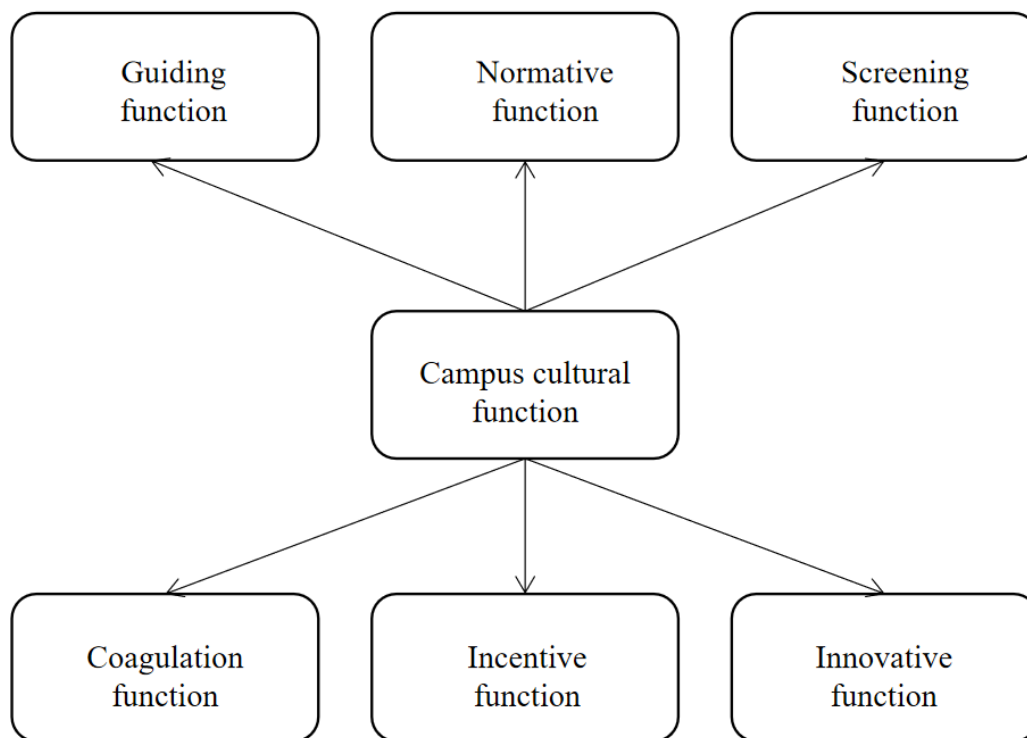 Guiding
function
Normative
function
Screening
function
Campus cultural
function
Coagulation
function
Incentive
function
Innovative
function